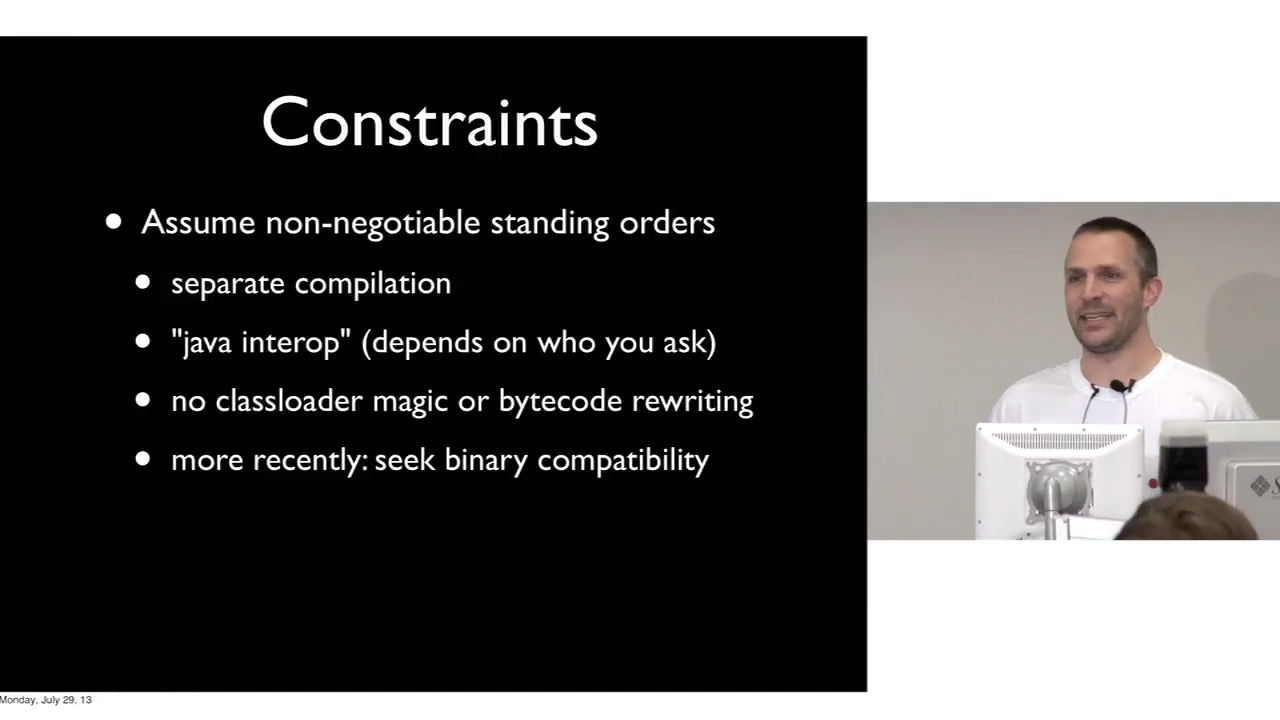 Constraints
• Assume non-negotiable standing orders
• separate compilation
• "java interop" (depends on who you ask)
• no classloader magic or bytecode rewriting
• more recently: seek binary compatibility
Monday, July 29, 13